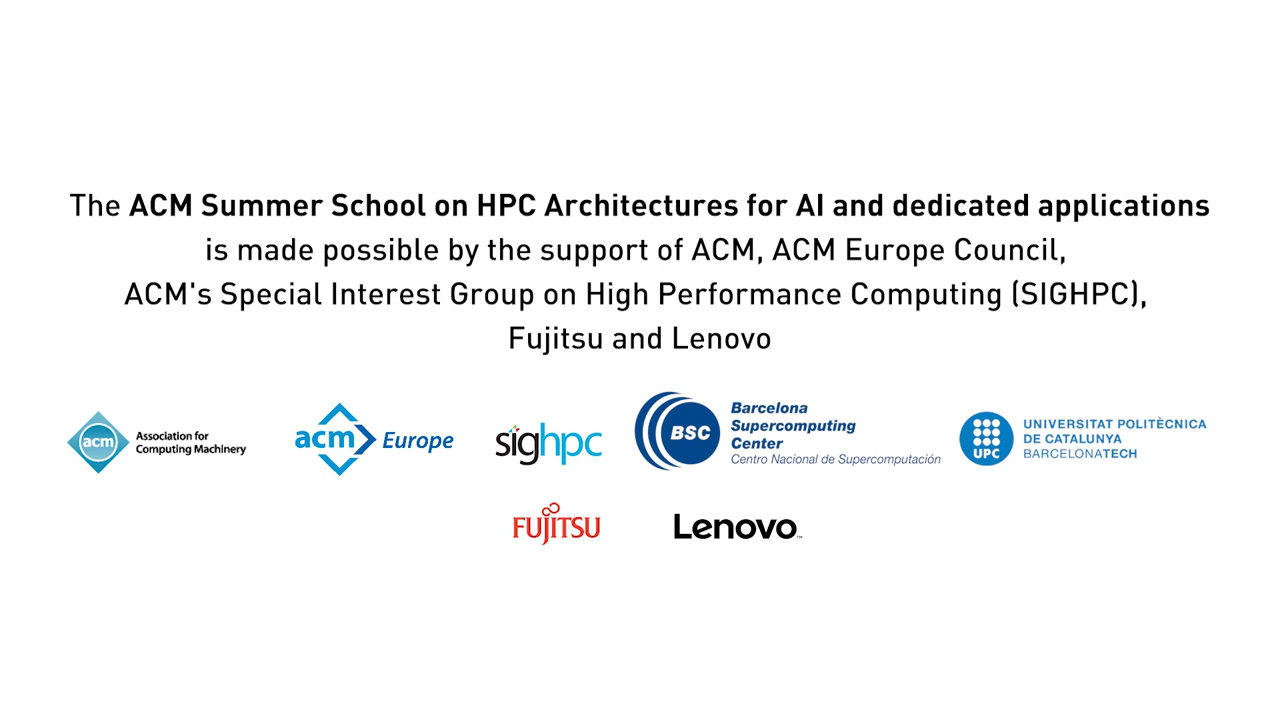 The ACM Summer School on HPC Architectures for AI and dedicated applications
is made possible by the support of ACM, ACM Europe Council,
ACM's Special Interest Group on High Performance Computing (SIGHPC),
Fujitsu and Lenovo
acm
Association for
Computing Machinery
acm Europe
sighpc
BSC
Barcelona
Supercomputing
Center
Centro Nacional de Supercomputación
UPC
UNIVERSITAT POLITÈCNICA
DE CATALUNYA
BARCELONATECH
FUJITSU
Lenovo™